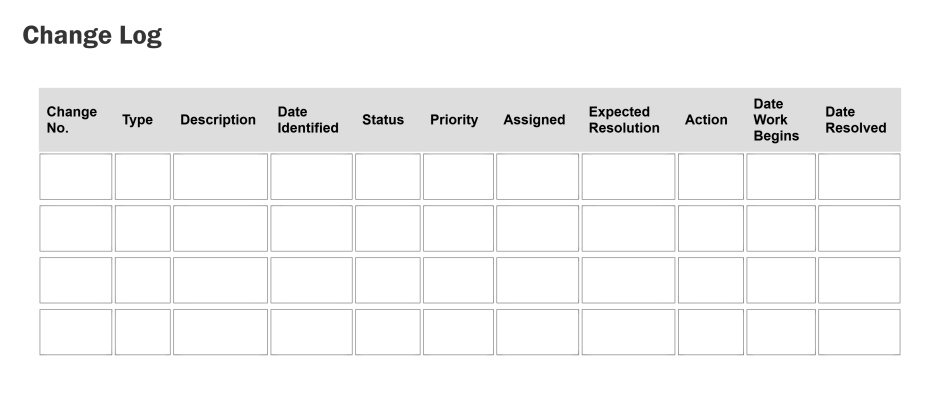 Change Log
Change No.
Type
Description
Date Identified
Status
Priority
Assigned
Expected Resolution
Action
Date Work Begins
Date Resolved